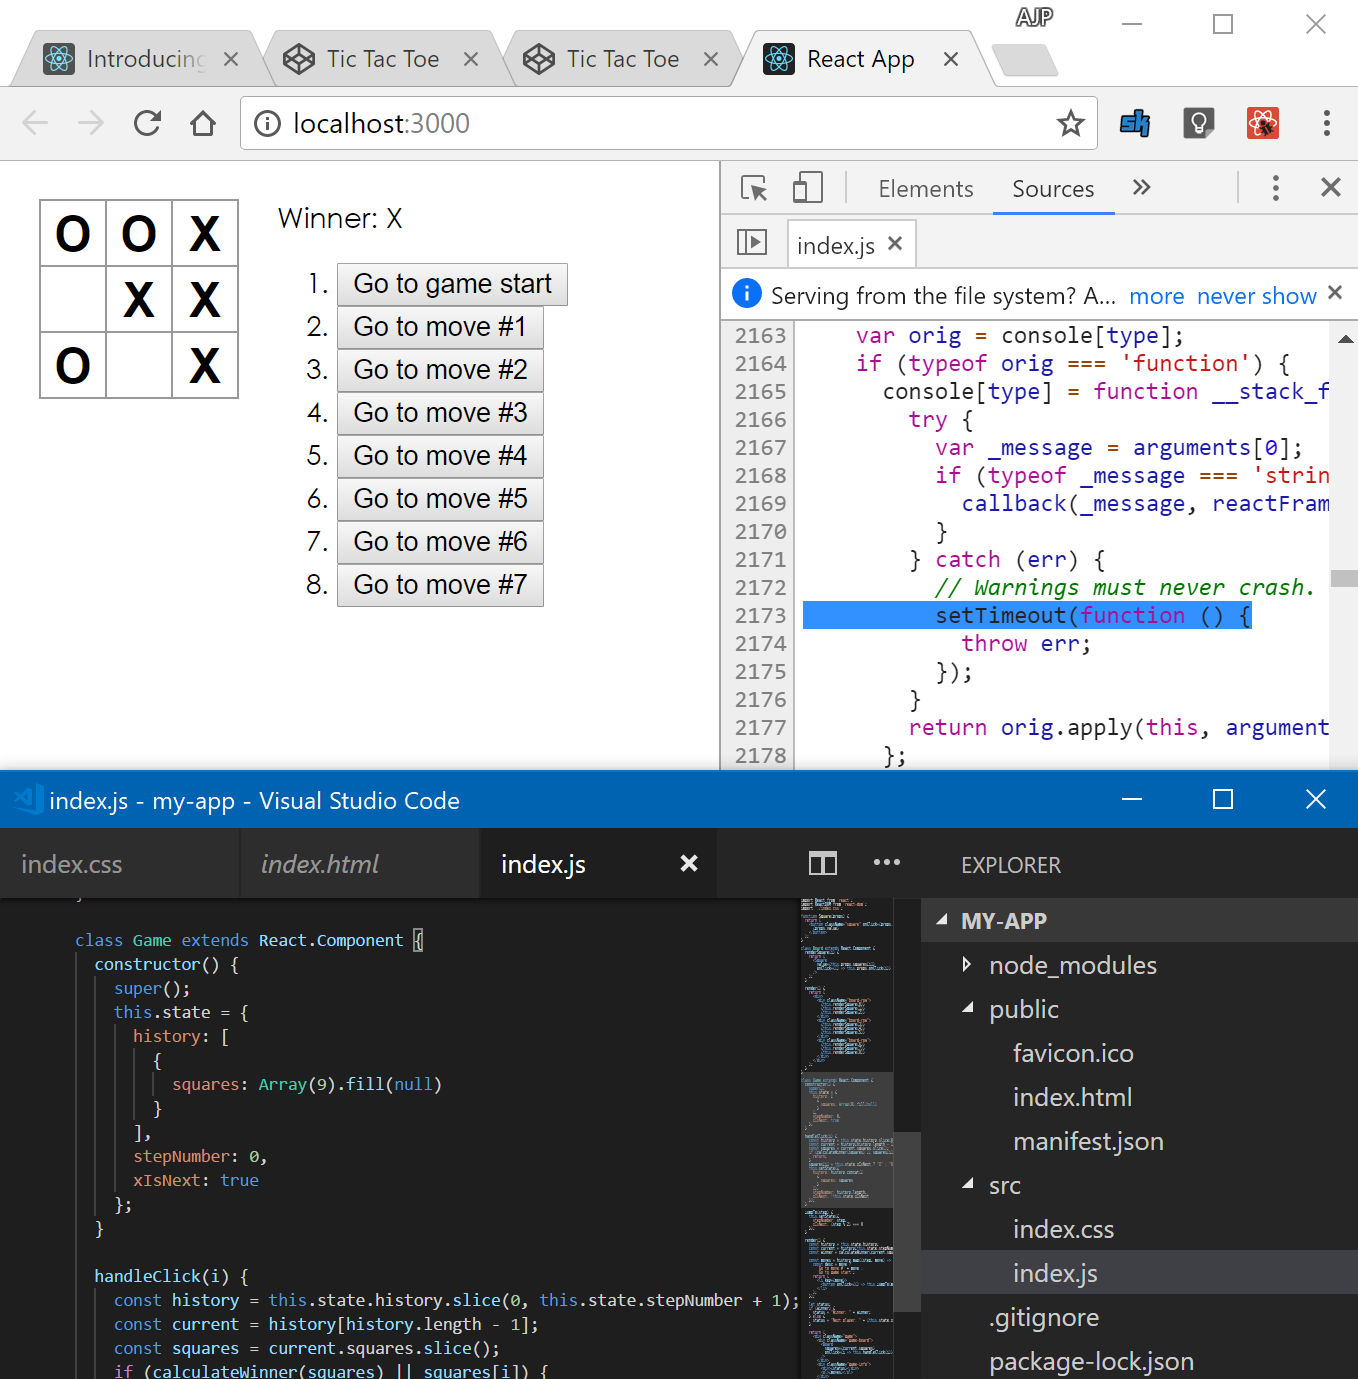 AJP
Introducing
Tic Tac Toe
Tic Tac Toe
React App
localhost:3000
sk
Elements
Sources
index.js
Serving from the file system? A... more never show
O O X
X X
O X
Winner: X
1. Go to game start
2. Go to move #1
3. Go to move #2
4. Go to move #3
5. Go to move #4
6. Go to move #5
7. Go to move #6
8. Go to move #7
2163 var orig = console[type];
2164 if (typeof orig === 'function') {
2165 console[type] = function __stack_f
2166 try {
2167 var _message = arguments[0];
2168 if (typeof _message === 'strin
2169 callback(_message, reactFram
2170 }
2171 } catch (err) {
2172 // Warnings must never crash.
2173 setTimeout(function () {
2174 throw err;
2175 });
2176 }
2177 return orig.apply(this, argument
2178 };
index.js - my-app - Visual Studio Code
index.css
index.html
index.js
class Game extends React.Component {
constructor() {
super();
this.state = {
history: [
{
squares: Array(9).fill(null)
}
],
stepNumber: 0,
xIsNext: true
};
}
handleClick(i) {
const history = this.state.history.slice(0, this.state.stepNumber + 1);
const current = history[history.length - 1];
const squares = current.squares.slice();
if (calculateWinner(squares) || squares[i]) {
EXPLORER
MY-APP
node_modules
public
favicon.ico
index.html
manifest.json
src
index.css
index.js
.gitignore
package-lock.json